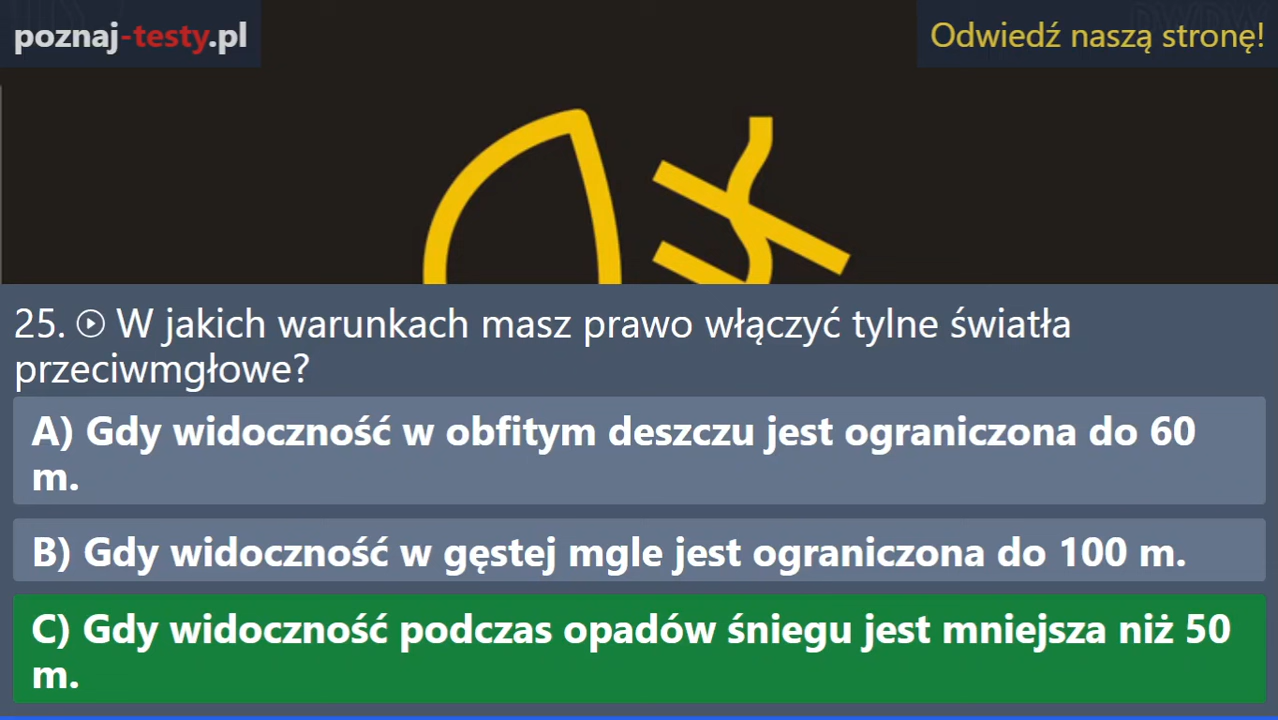 poznaj-testy.pl
Odwiedź naszą stronę!
25. W jakich warunkach masz prawo włączyć tylne światła
przeciwmgłowe?
A) Gdy widoczność w obfitym deszczu jest ograniczona do 60
m.
B) Gdy widoczność w gęstej mgle jest ograniczona do 100 m.
C) Gdy widoczność podczas opadów śniegu jest mniejsza niż 50
m.